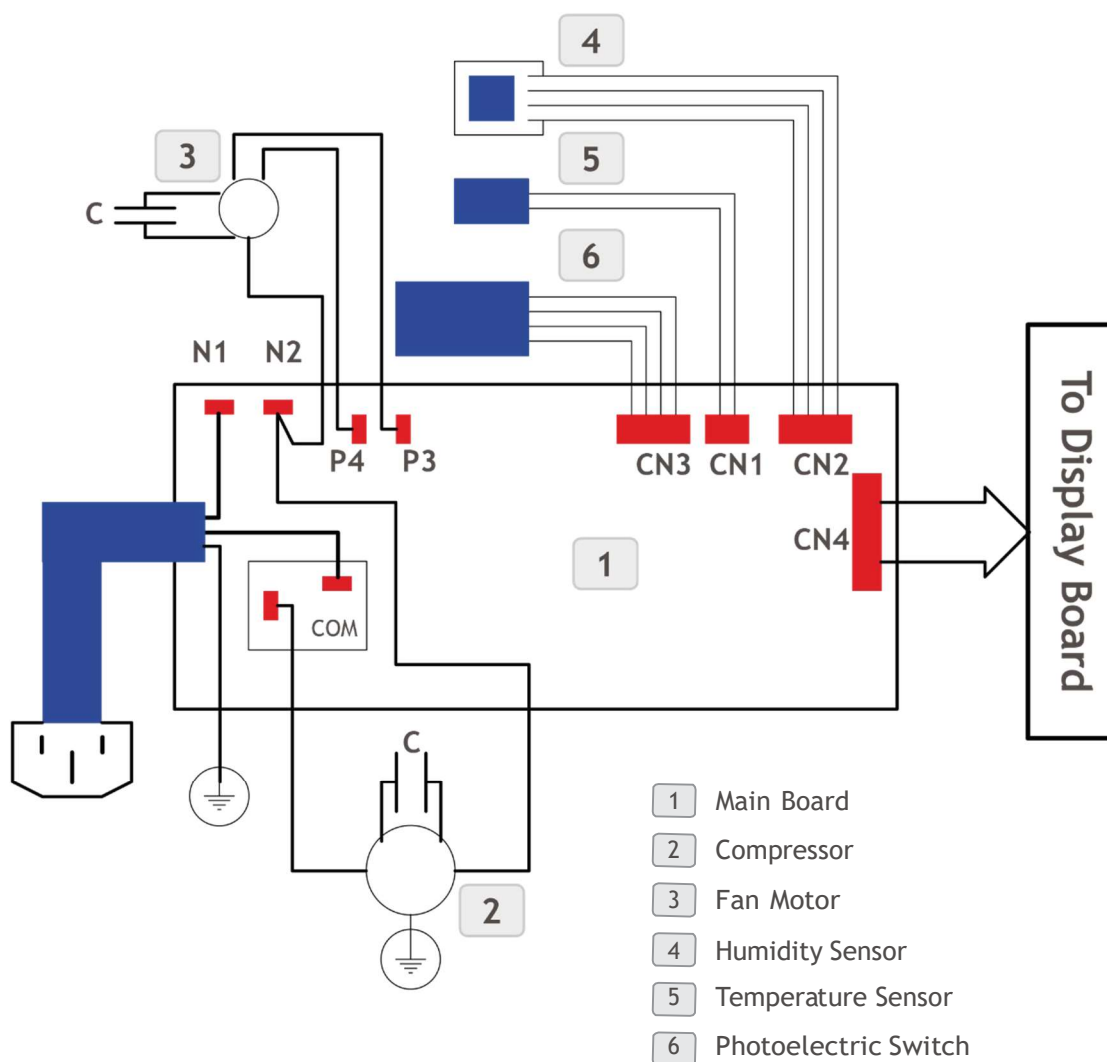 4
3
5
C
6
N1 N2
P4 P3
CN3 CN1 CN2
CN4
1
COM
To Display Board
C
2
1 Main Board
2 Compressor
3 Fan Motor
4 Humidity Sensor
5 Temperature Sensor
6 Photoelectric Switch